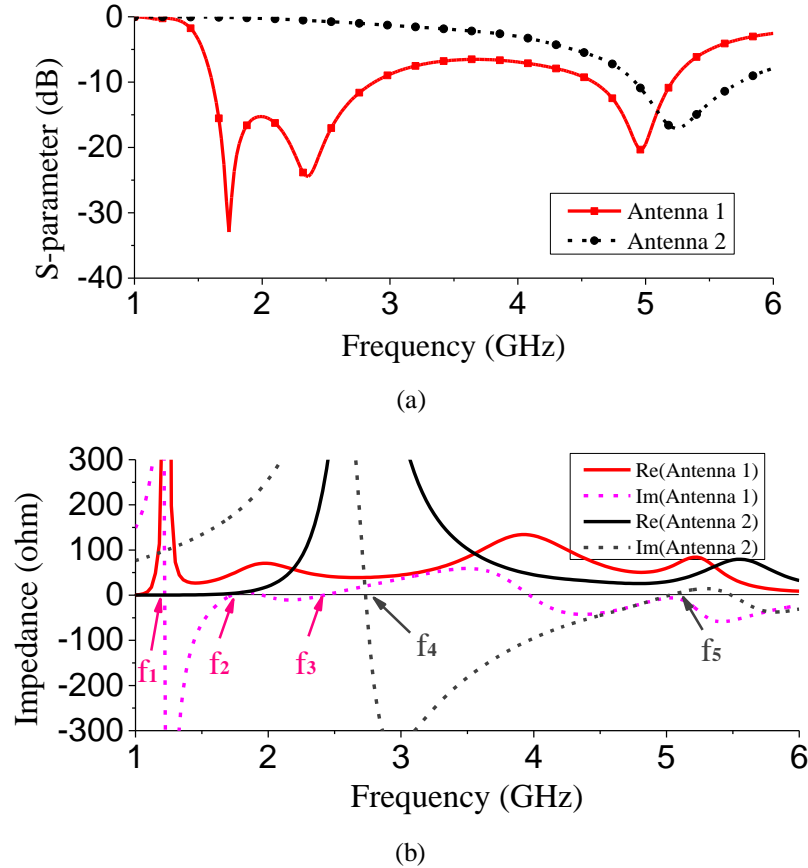 0
-10
-20
-30
-40
S-parameter (dB)
Antenna 1
Antenna 2
1 2 3 4 5 6
Frequency (GHz)
(a)
300
200
100
0
-100
-200
-300
Impedance (ohm)
Re(Antenna 1)
Im(Antenna 1)
Re(Antenna 2)
Im(Antenna 2)
f1 f2 f3 f4 f5
1 2 3 4 5 6
Frequency (GHz)
(b)